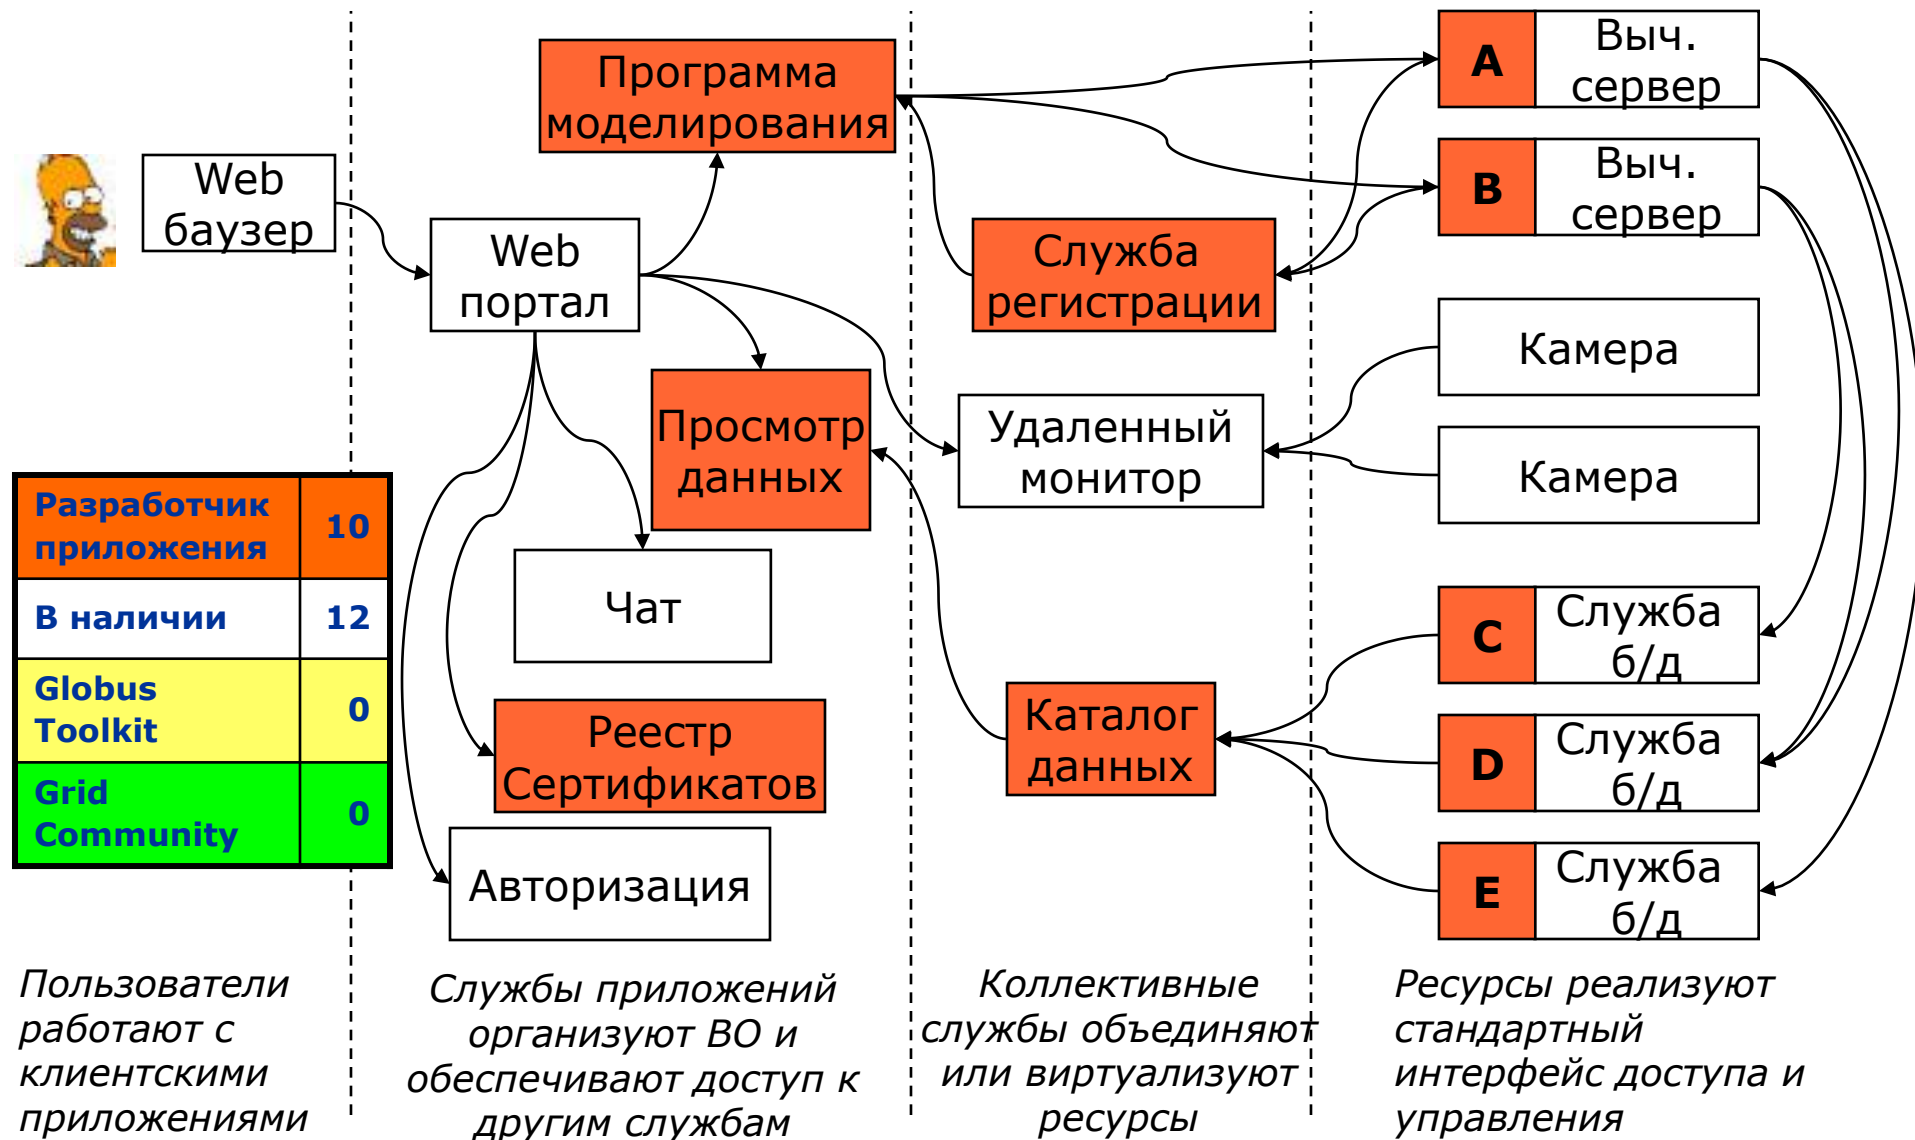 Web
баузер
Web
портал
Программа
моделирования
Просмотр
данных
Чат
Реестр
Сертификатов
Авторизация
Служба
регистрации
Удаленный
монитор
Каталог
данных
A
Выч.
сервер
B
Выч.
сервер
Камера
Камера
C
Служба
б/д
D
Служба
б/д
E
Служба
б/д
Разработчик
приложения
10
В наличии
12
Globus
Toolkit
0
Grid
Community
0
Пользователи
работают с
клиентскими
приложениями
Службы приложений
организуют ВО и
обеспечивают доступ к
другим службам
Коллективные
службы объединяют
или виртуализуют
ресурсы
Ресурсы реализуют
стандартный
интерфейс доступа и
управления